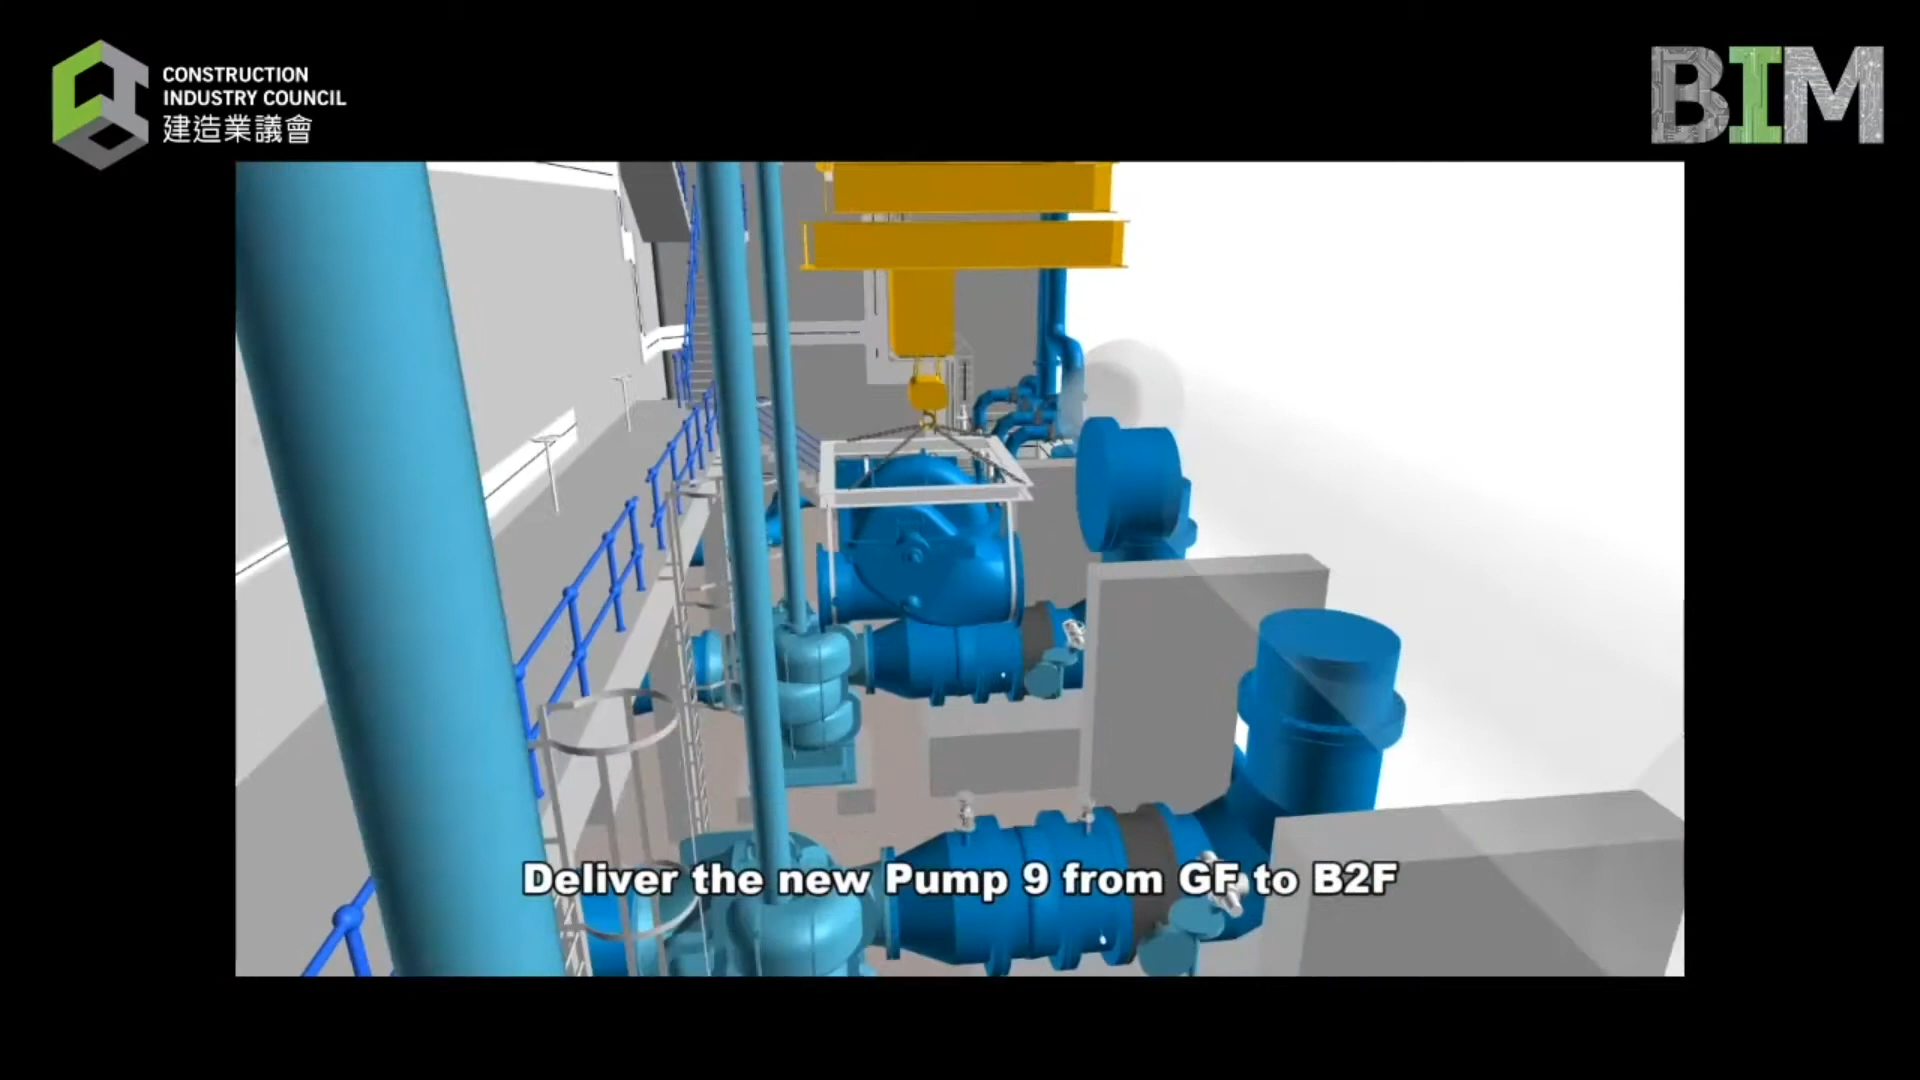 CONSTRUCTION
INDUSTRY COUNCIL
建造業議會
BIM
Deliver the new Pump 9 from GF to B2F